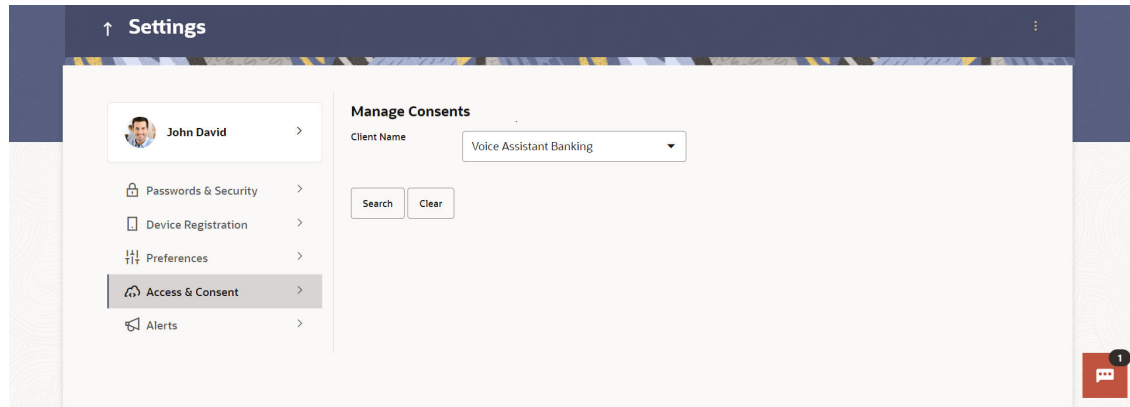 Settings
John David
Passwords & Security
Device Registration
Preferences
Access & Consent
Alerts
Manage Consents
Client Name
Voice Assistant Banking
Search
Clear
1